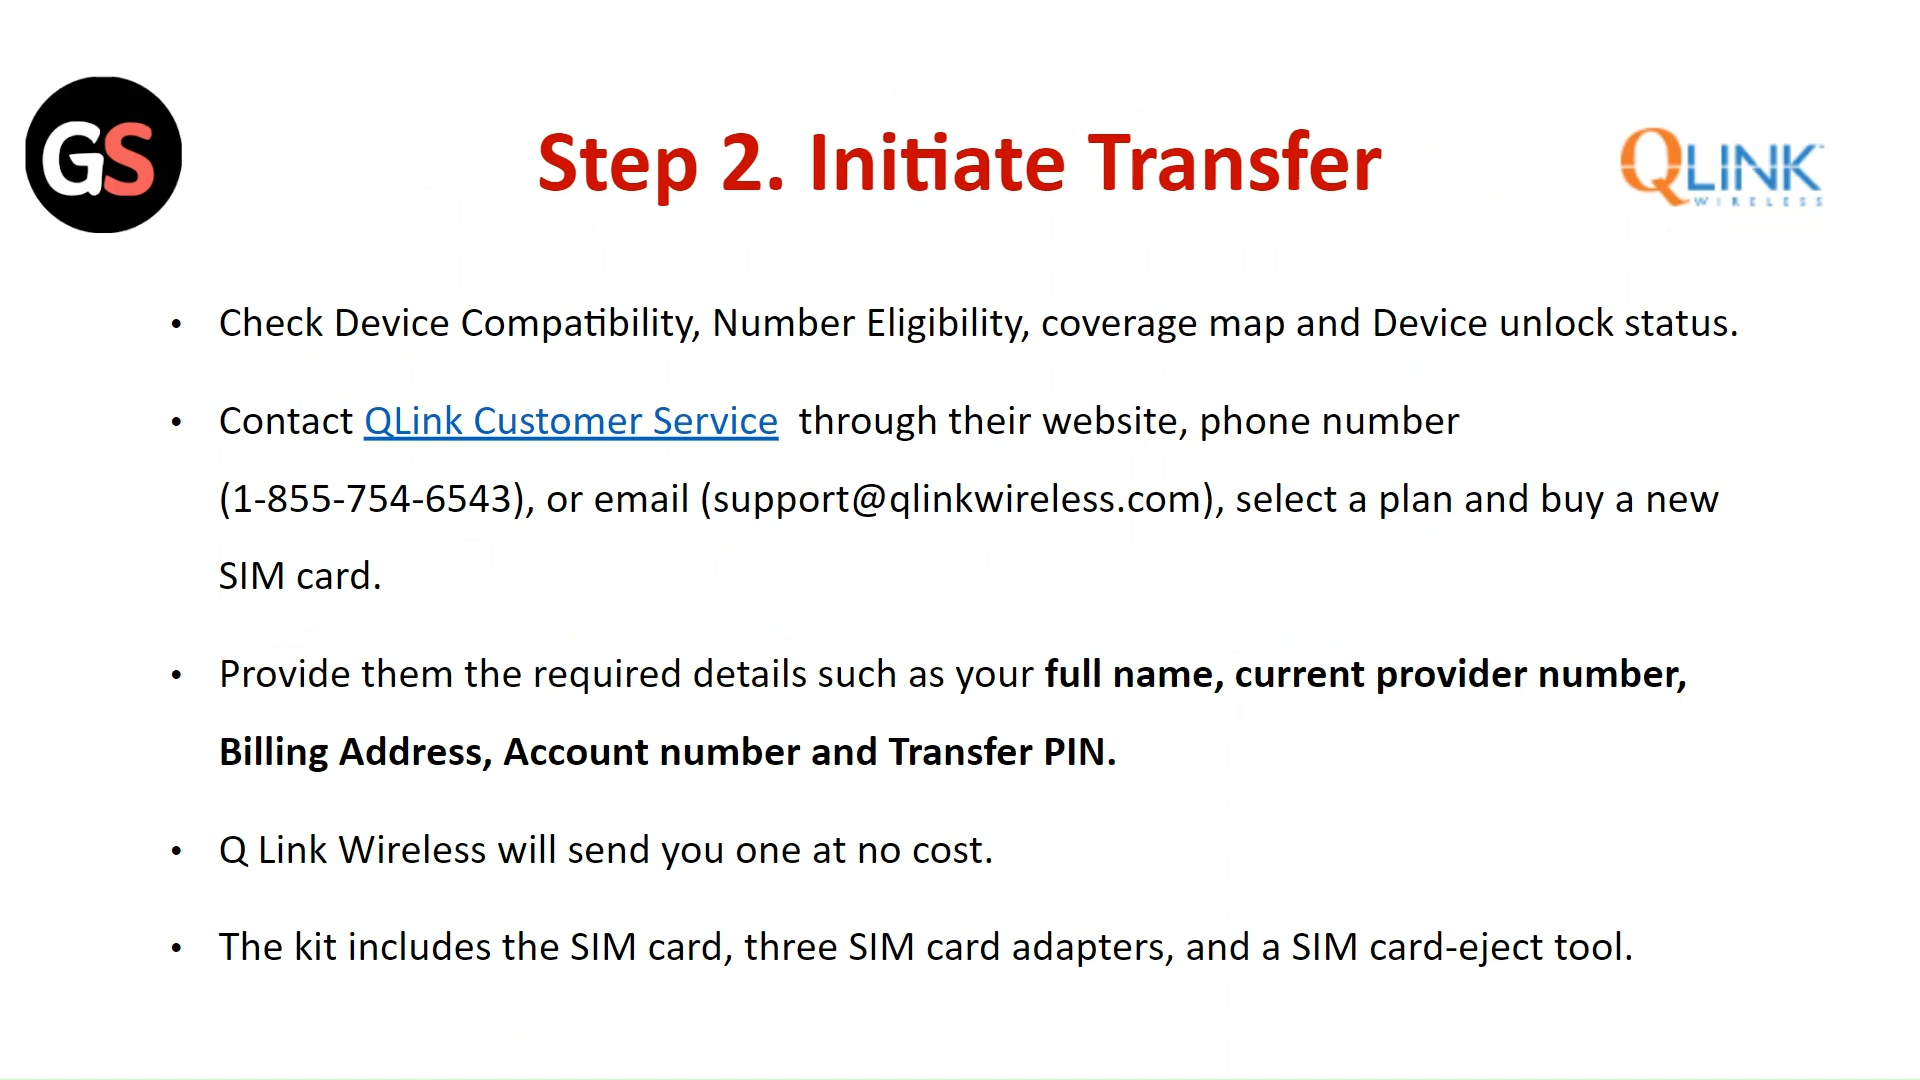 GS
Step 2. Initiate Transfer
QLINK
WIRELESS
• Check Device Compatibility, Number Eligibility, coverage map and Device unlock status.
• Contact QLink Customer Service through their website, phone number
(1-855-754-6543), or email (support@qlinkwireless.com), select a plan and buy a new
SIM card.
• Provide them the required details such as your full name, current provider number,
Billing Address, Account number and Transfer PIN.
• Q Link Wireless will send you one at no cost.
• The kit includes the SIM card, three SIM card adapters, and a SIM card-eject tool.